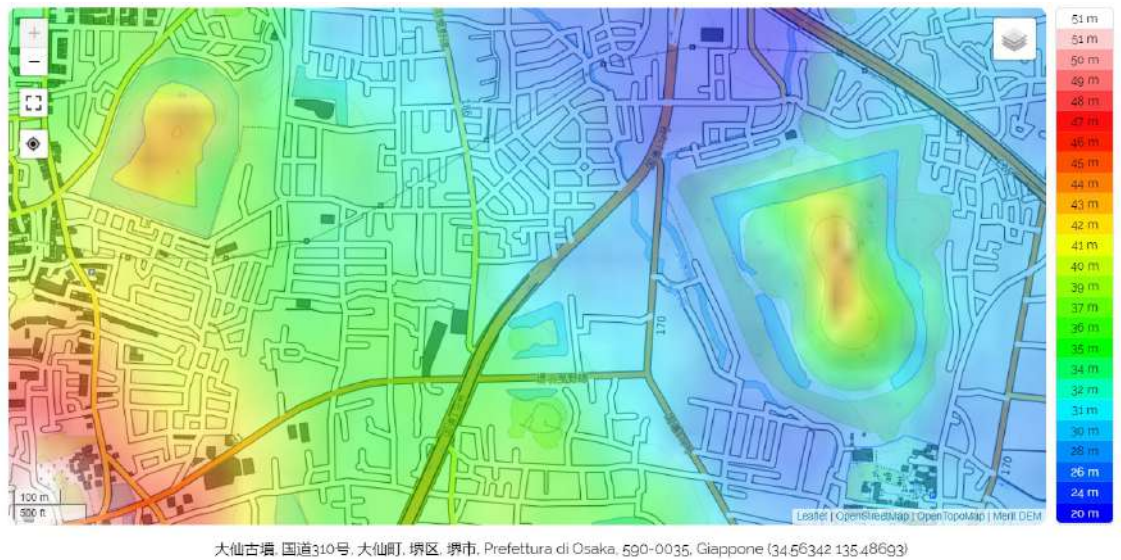 +
−
170
170
100 m
500 ft
Leaflet | OpenStreetMap | OpenTopoMap | Merit DEM
51 m
51 m
50 m
49 m
48 m
47 m
46 m
45 m
44 m
43 m
42 m
41 m
40 m
39 m
37 m
36 m
35 m
34 m
32 m
31 m
30 m
28 m
26 m
24 m
20 m
大仙古墳, 国道310号, 大仙町, 堺区, 堺市, Prefettura di Osaka, 590-0035, Giappone (34.56342 135.48693)